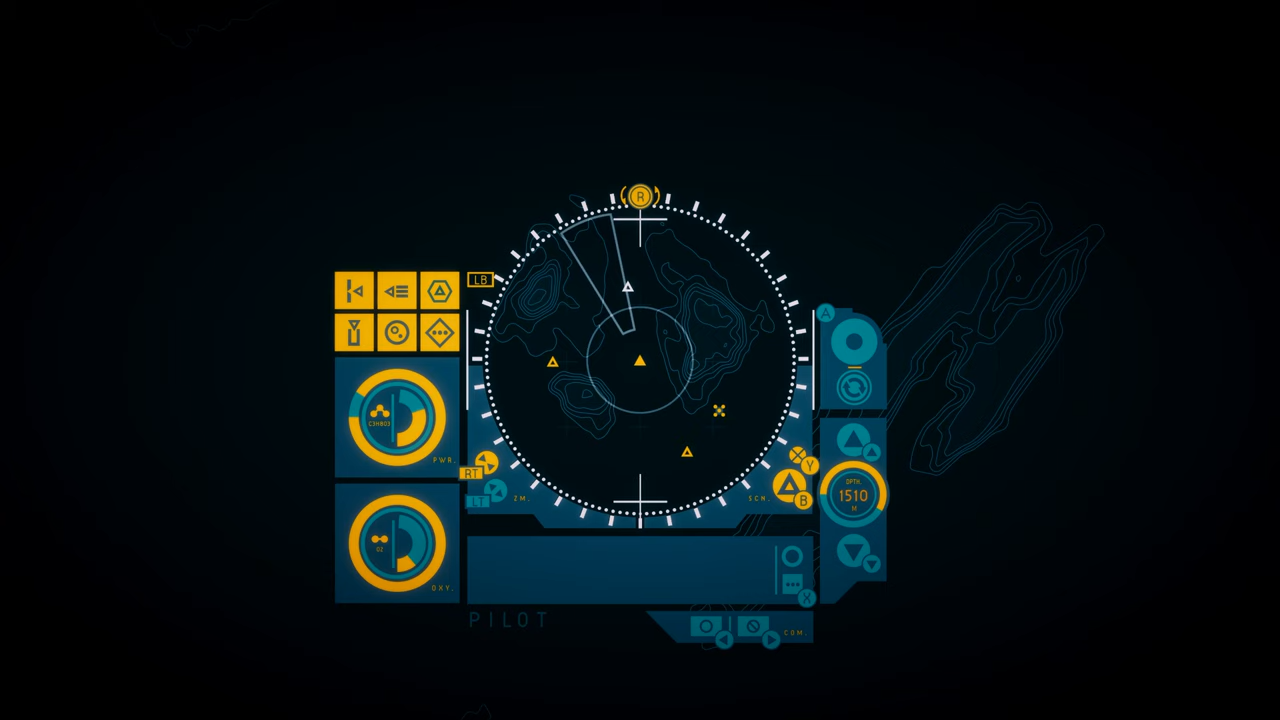 R
LB
A
C3H8O3
PWR.
RT
LT
ZM.
SCN.
Y
B
DPTH.
1510
M
O2
OXY.
X
PILOT
COM.